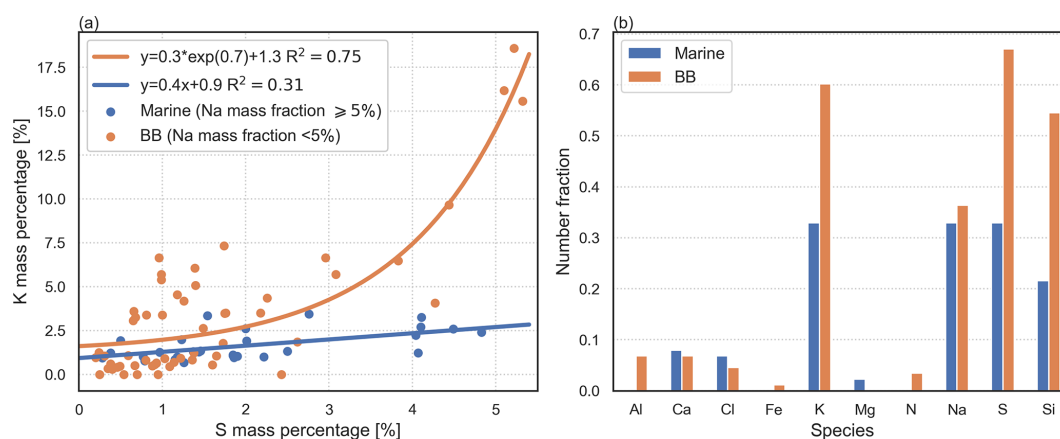 (a)
y=0.3*exp(0.7)+1.3 R² = 0.75
y=0.4x+0.9 R² = 0.31
Marine (Na mass fraction ⩾ 5%)
BB (Na mass fraction <5%)
K mass percentage [%]
17.5
15.0
12.5
10.0
7.5
5.0
2.5
0.0
0 1 2 3 4 5
S mass percentage [%]
(b)
Marine
BB
Number fraction
0.7
0.6
0.5
0.4
0.3
0.2
0.1
0.0
Al Ca Cl Fe K Mg N Na S Si
Species